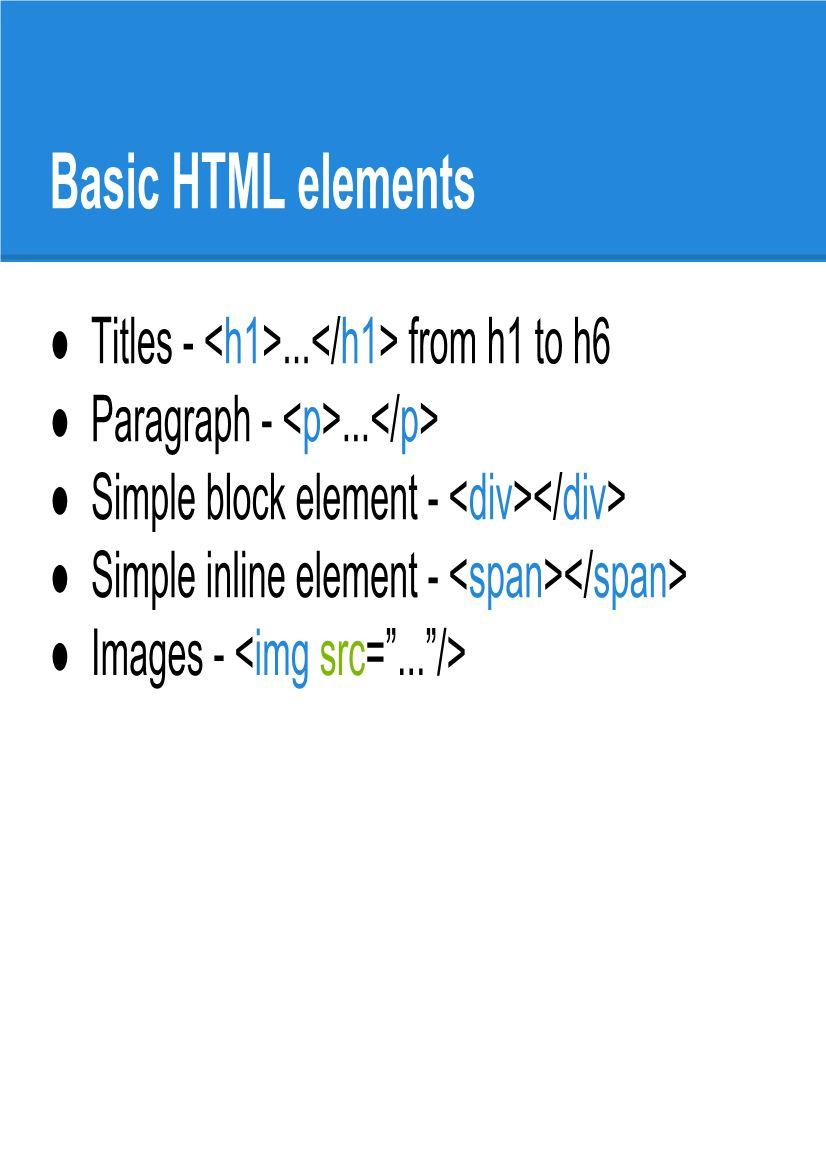 Basic HTML elements
● Titles - <h1>...</h1> from h1 to h6
● Paragraph - <p>...</p>
● Simple block element - <div></div>
● Simple inline element - <span></span>
● Images - <img src=”...”/>